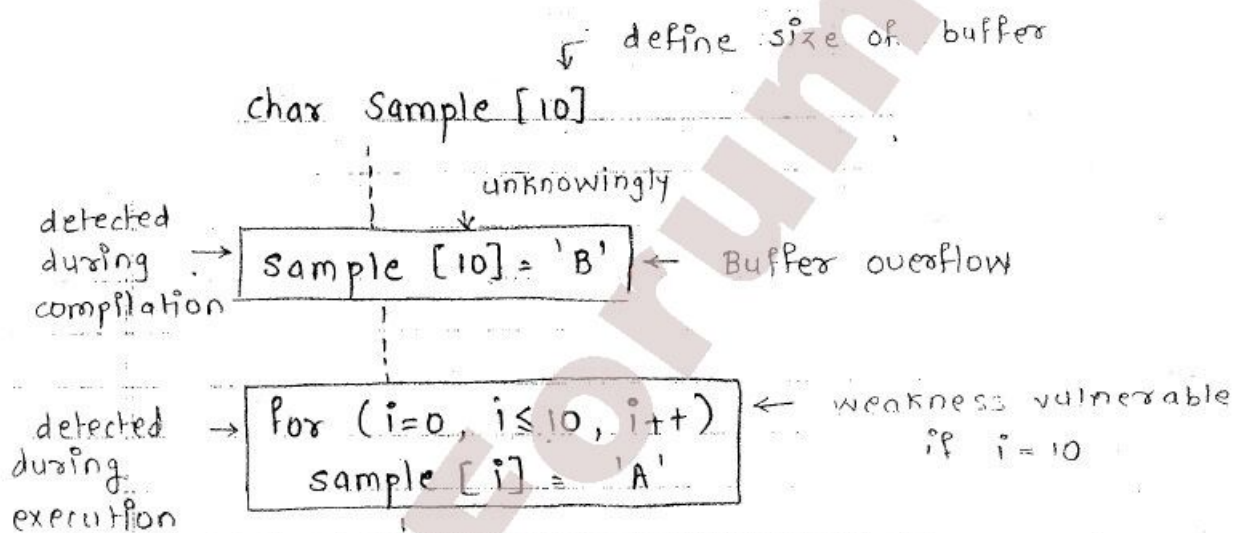 define size of buffer
char Sample [10]
unknowingly
detected
during
compilation
sample [10] = 'B'
Buffer overflow
detected
during
execution
for (i=0, i≤10, i++)
sample [i] = 'A'
weakness vulnerable
if i = 10
orum